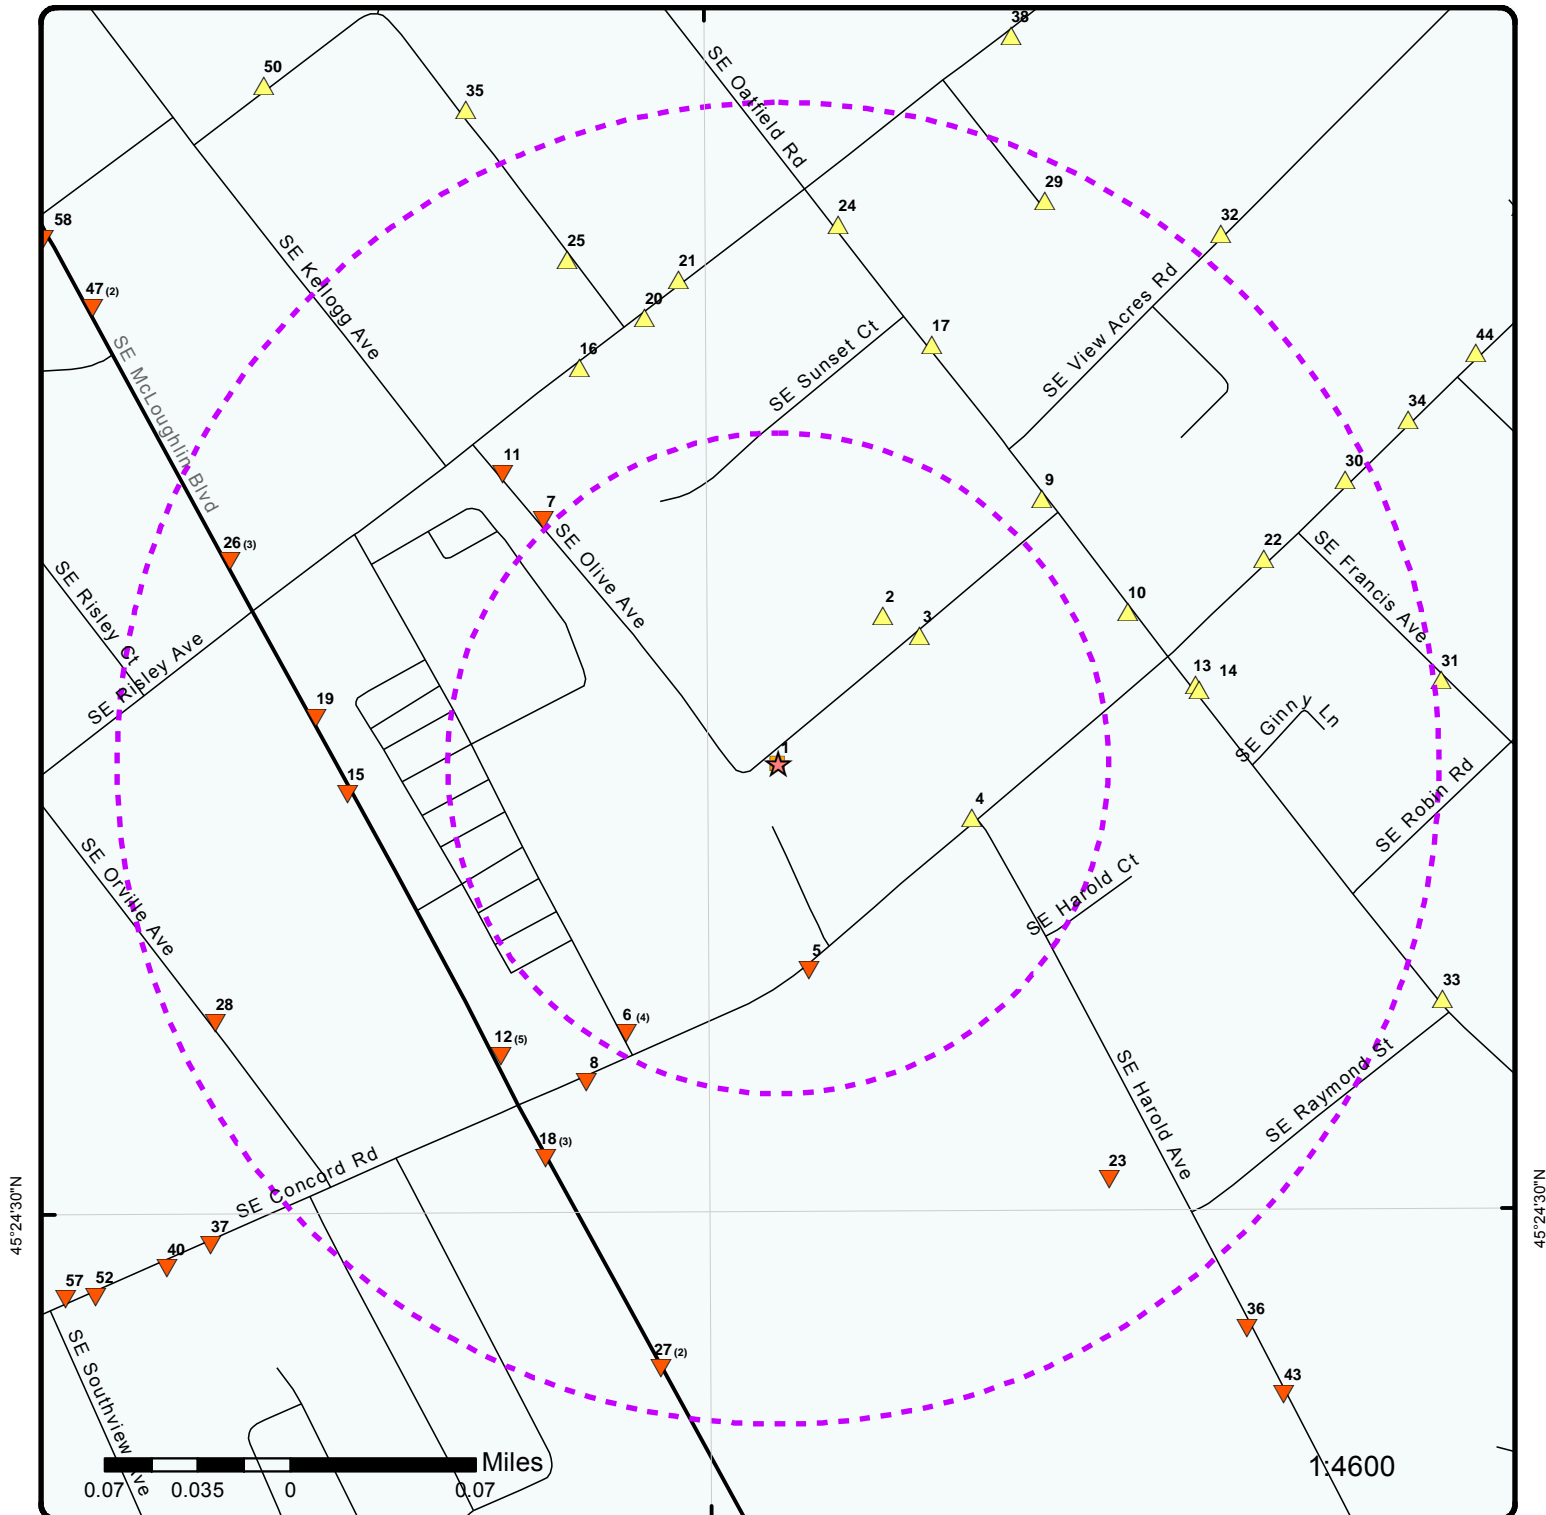 38
50
35
SE Oatfield Rd
29
58
24
32
25
21
SE Kellogg Ave
47 (2)
20
SE View Acres Rd
17
16
SE Sunset Ct
44
SE McLoughlin Blvd
34
11
30
7
9
SE Olive Ave
26 (3)
22
SE Francis Ave
SE Risley Ct
2
10
3
SE Risley Ave
13
14
31
19
SE Ginny Ln
1
15
4
SE Robin Rd
SE Orville Ave
SE Harold Ct
5
33
28
6 (4)
12 (5)
8
SE Harold Ave
SE Raymond St
18 (3)
23
SE Concord Rd
45°24'30"N
45°24'30"N
37
40
57
52
36
SE Southview Ave
27 (2)
43
Miles
1:4600
0.07
0.035
0
0.07